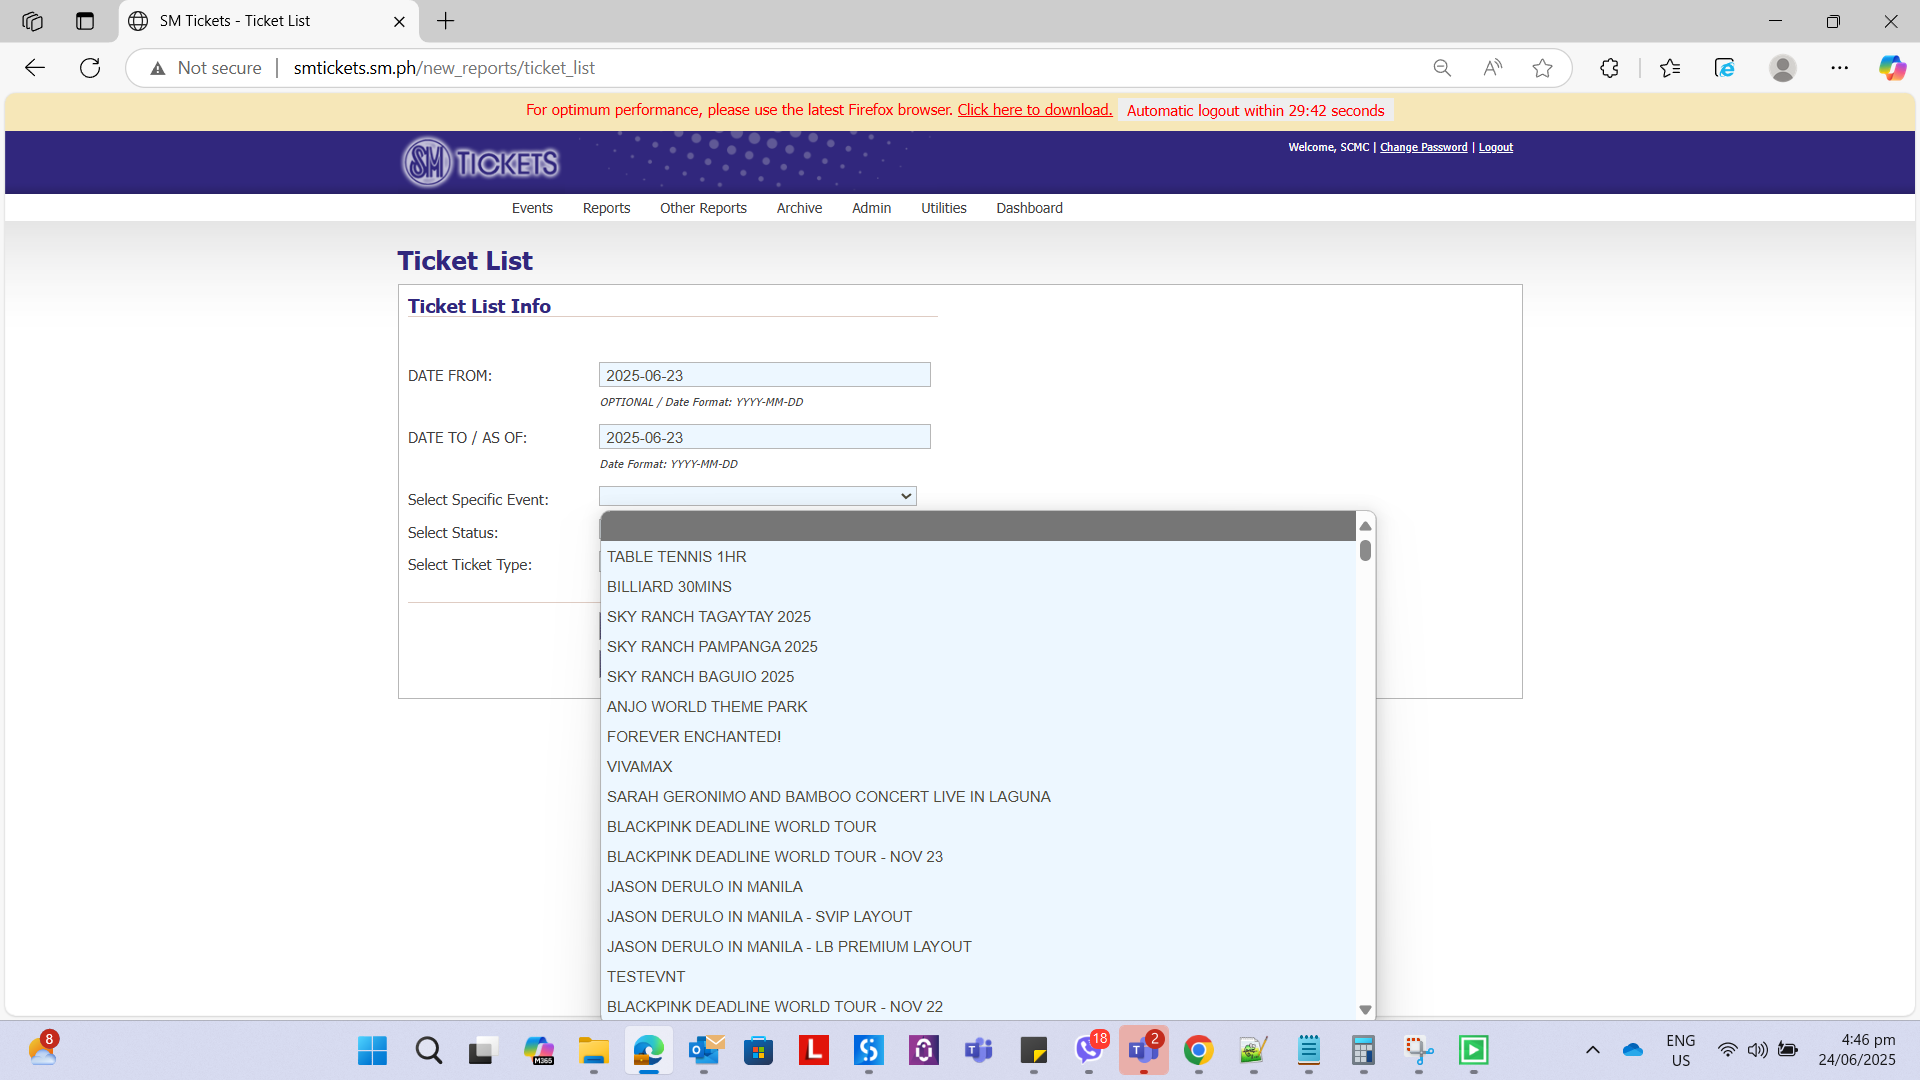 SM Tickets - Ticket List
Not secure
smtickets.sm.ph/new_reports/ticket_list
For optimum performance, please use the latest Firefox browser. Click here to download. Automatic logout within 29:42 seconds
SM TICKETS
Welcome, SCMC | Change Password | Logout
Events Reports Other Reports Archive Admin Utilities Dashboard
Ticket List
Ticket List Info
DATE FROM: 2025-06-23
OPTIONAL / Date Format: YYYY-MM-DD
DATE TO / AS OF: 2025-06-23
Date Format: YYYY-MM-DD
Select Specific Event:
Select Status:
Select Ticket Type:
TABLE TENNIS 1HR
BILLIARD 30MINS
SKY RANCH TAGAYTAY 2025
SKY RANCH PAMPANGA 2025
SKY RANCH BAGUIO 2025
ANJO WORLD THEME PARK
FOREVER ENCHANTED!
VIVAMAX
SARAH GERONIMO AND BAMBOO CONCERT LIVE IN LAGUNA
BLACKPINK DEADLINE WORLD TOUR
BLACKPINK DEADLINE WORLD TOUR - NOV 23
JASON DERULO IN MANILA
JASON DERULO IN MANILA - SVIP LAYOUT
JASON DERULO IN MANILA - LB PREMIUM LAYOUT
TESTEVNT
BLACKPINK DEADLINE WORLD TOUR - NOV 22
8
M365
L
18
2
ENG
US
4:46 pm
24/06/2025